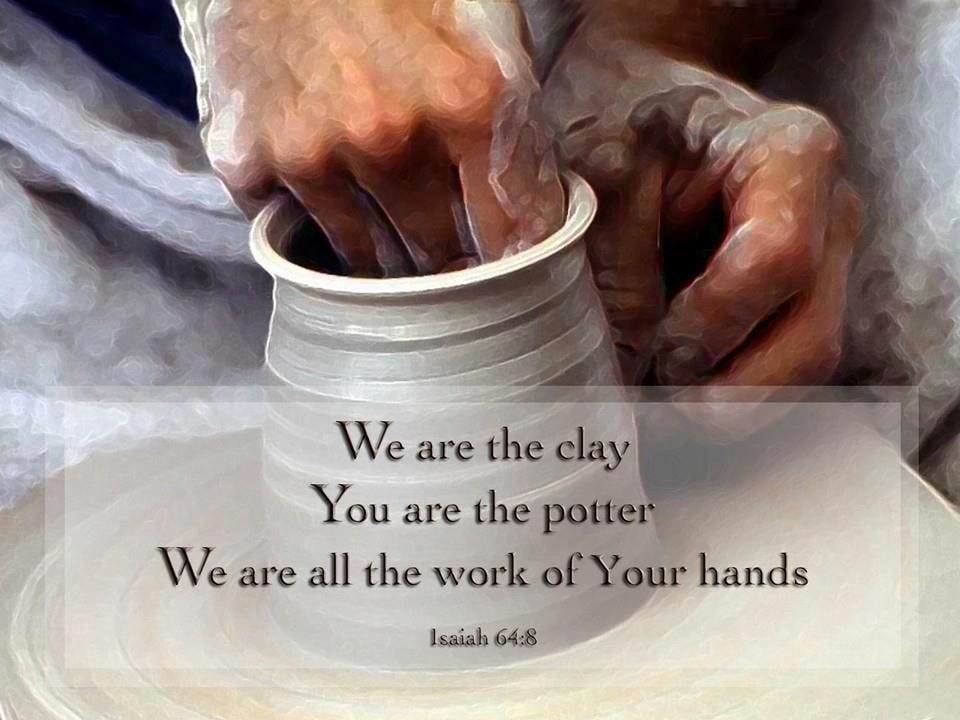 We are the clay
You are the potter
We are all the work of Your hands
Isaiah 64:8